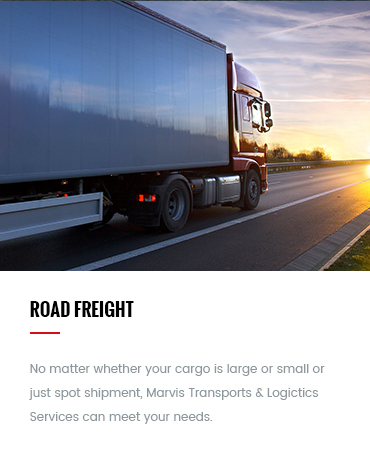 ROAD FREIGHT
No matter whether your cargo is large or small or
just spot shipment, Marvis Transports & Logictics
Services can meet your needs.